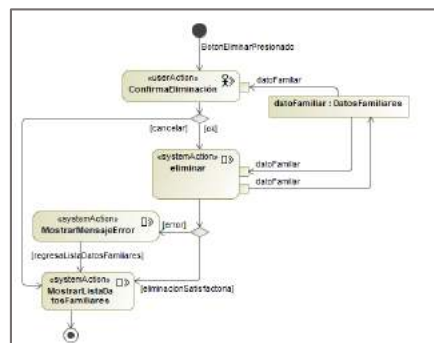 BotonEliminarPresionado
«userAction»
ConfirmaEliminación
datoFamiliar
datoFamiliar : DatosFamiliares
[cancelar]
[ok]
«systemAction»
eliminar
datoFamiliar
datoFamiliar
«systemAction»
MostrarMensajeError
[error]
[regresaListaDatosFamiliares]
«systemAction»
MostrarListaDa
tosFamiliares
[eliminacionSatisfactoria]